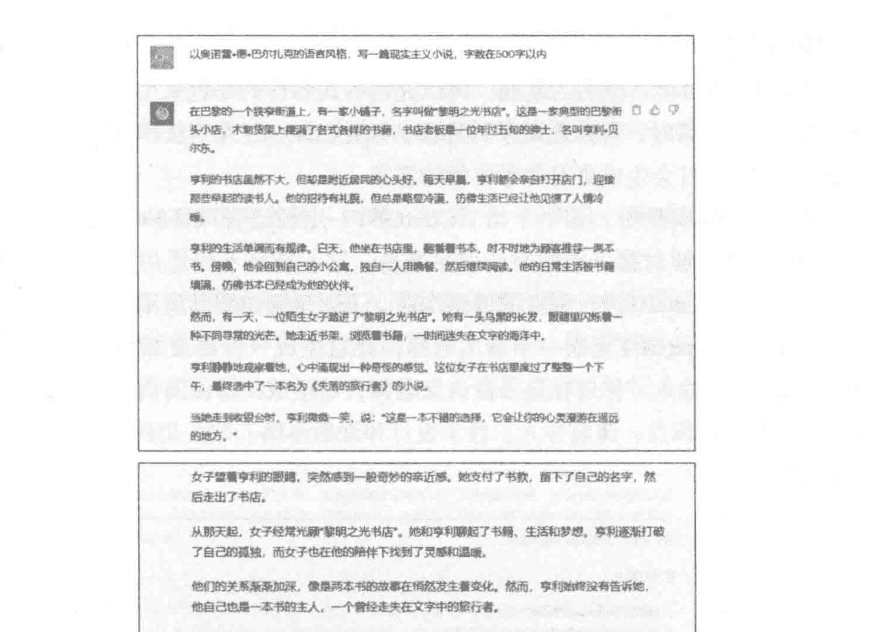 以奥诺雷•德•巴尔扎克的语言风格，写一篇现实主义小说，字数在500字以内
在巴黎的一个狭窄街道上，有一家小铺子，名字叫做“黎明之光书店”。这是一家典型的巴黎街
头小店，木制货架上摆满了各式各样的书籍，书店老板是一位年过五旬的绅士，名叫亨利·贝
尔东。
亨利的书店虽然不大，但却是附近居民的心头好。每天早晨，亨利都会亲自打开店门，迎接
那些早起的读书人。他的招待有礼貌，但总是略显冷漠，仿佛生活已经让他见惯了人情冷
暖。
亨利的生活单调而有规律。白天，他坐在书店里，翻看着书本，时不时地为顾客推荐一两本
书。傍晚，他会回到自己的小公寓，独自一人用晚餐，然后继续阅读。他的日常生活被书籍
填满，仿佛书本已经成为他的伙伴。
然而，有一天，一位陌生女子踏进了“黎明之光书店”。她有一头乌黑的长发，眼睛里闪烁着一
种不同寻常的光芒。她走近书架，浏览着书籍，一时间迷失在文字的海洋中。
亨利静静地观察着她，心中涌现出一种奇怪的感觉。这位女子在书店里度过了整整一个下
午，最终选中了一本名为《失落的旅行者》的小说。
当她走到收银台时，亨利微微一笑，说：“这是一本不错的选择，它会让你的心灵漫游在遥远
的地方。”
女子望着亨利的眼睛，突然感到一股奇妙的亲近感。她支付了书款，留下了自己的名字，然
后走出了书店。
从那天起，女子经常光顾“黎明之光书店”。她和亨利聊起了书籍、生活和梦想。亨利逐渐打破
了自己的孤独，而女子也在他的陪伴下找到了灵感和温暖。
他们的关系渐渐加深，像是两本书的故事在悄然发生着变化。然而，亨利始终没有告诉她，
他自己也是一本书的主人，一个曾经走失在文字中的旅行者。